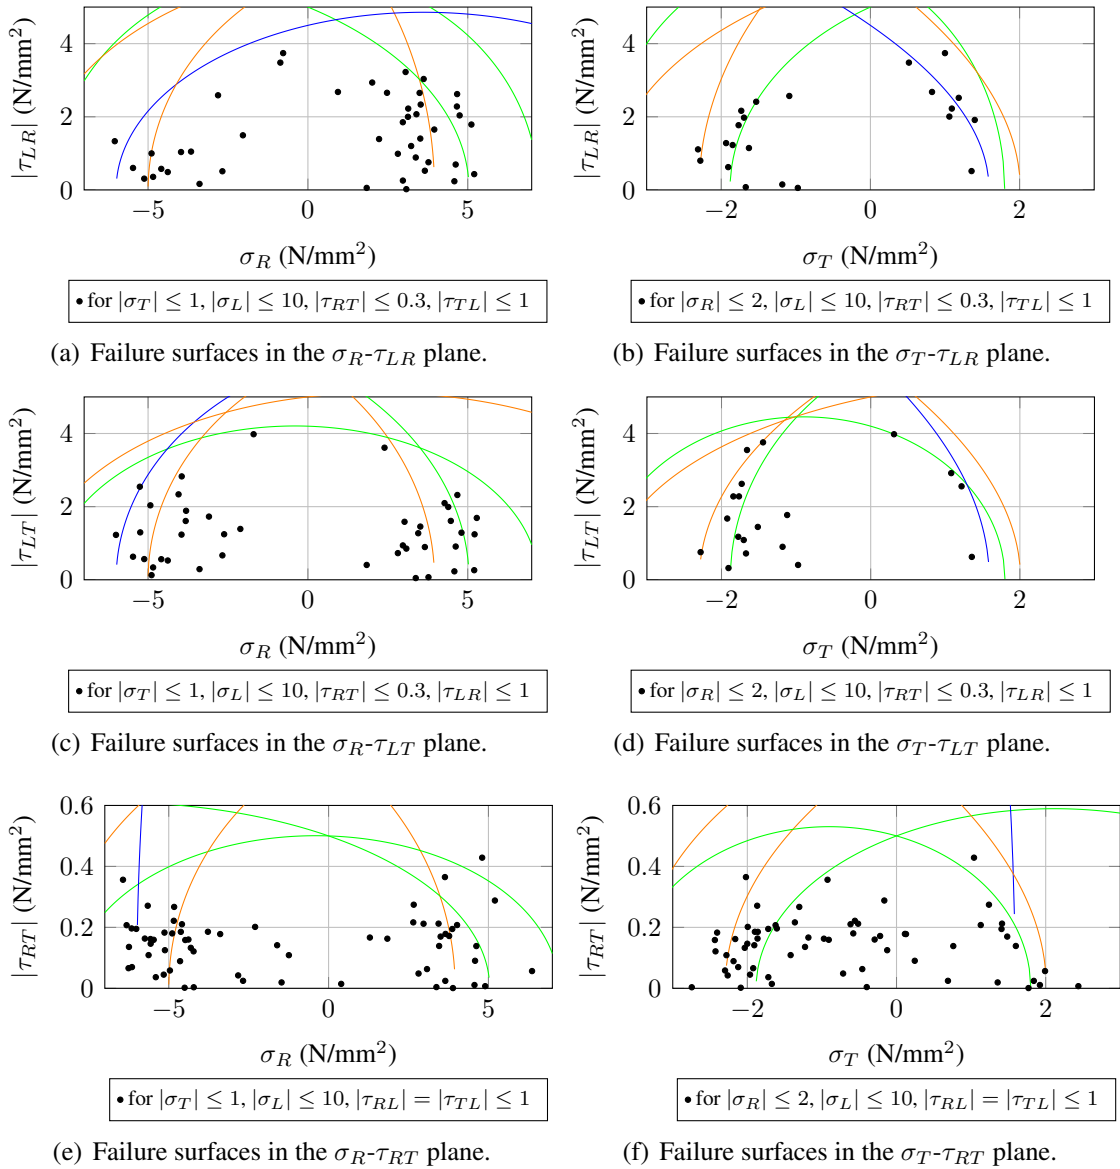 4
2
0
−5
0
5
|τLR| (N/mm²)
σR (N/mm²)
for |σT| ≤ 1, |σL| ≤ 10, |τRT| ≤ 0.3, |τTL| ≤ 1
(a) Failure surfaces in the σR-τLR plane.
4
2
0
−2
0
2
|τLR| (N/mm²)
σT (N/mm²)
for |σR| ≤ 2, |σL| ≤ 10, |τRT| ≤ 0.3, |τTL| ≤ 1
(b) Failure surfaces in the σT-τLR plane.
4
2
0
−5
0
5
|τLT| (N/mm²)
σR (N/mm²)
for |σT| ≤ 1, |σL| ≤ 10, |τRT| ≤ 0.3, |τLR| ≤ 1
(c) Failure surfaces in the σR-τLT plane.
4
2
0
−2
0
2
|τLT| (N/mm²)
σT (N/mm²)
for |σR| ≤ 2, |σL| ≤ 10, |τRT| ≤ 0.3, |τLR| ≤ 1
(d) Failure surfaces in the σT-τLT plane.
0.6
0.4
0.2
0
−5
0
5
|τRT| (N/mm²)
σR (N/mm²)
for |σT| ≤ 1, |σL| ≤ 10, |τRL| = |τTL| ≤ 1
(e) Failure surfaces in the σR-τRT plane.
0.6
0.4
0.2
0
−2
0
2
|τRT| (N/mm²)
σT (N/mm²)
for |σR| ≤ 2, |σL| ≤ 10, |τRL| = |τTL| ≤ 1
(f) Failure surfaces in the σT-τRT plane.